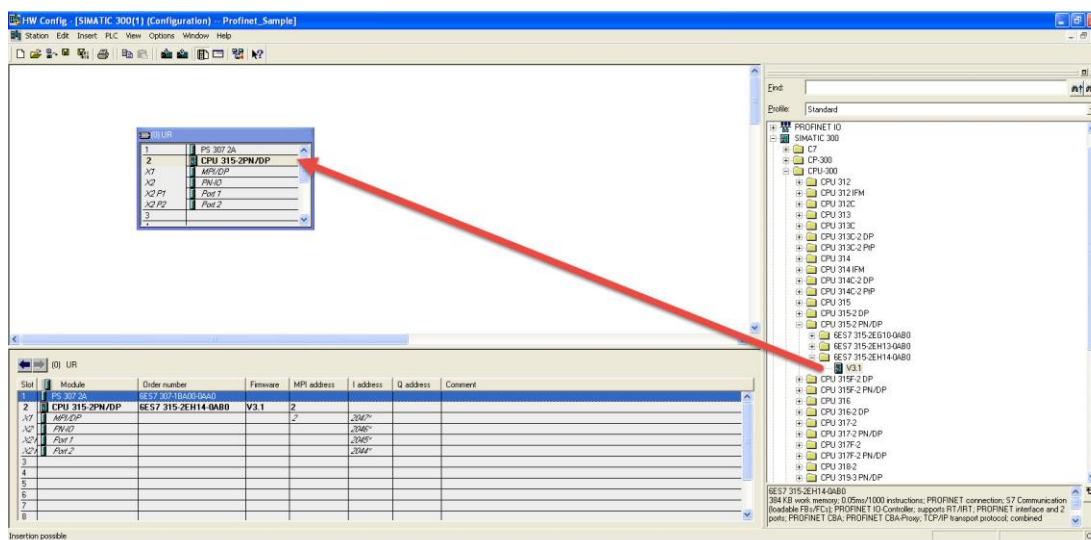 HW Config - [SIMATIC 300(1) (Configuration) -- Profinet_Sample]
Station Edit Insert PLC View Options Window Help
(0) UR
1 PS 307 2A
2 CPU 315-2PN/DP
X1 MPI/DP
X2 PN-IO
X2 P1 Port 1
X2 P2 Port 2
3
Find:
Profile: Standard
PROFINET IO
SIMATIC 300
C7
CP-300
CPU-300
CPU 312
CPU 312 IFM
CPU 312C
CPU 313
CPU 313C
CPU 313C-2 DP
CPU 313C-2 PtP
CPU 314
CPU 314 IFM
CPU 314C-2 DP
CPU 314C-2 PtP
CPU 315
CPU 315-2 DP
CPU 315-2 PN/DP
6ES7 315-2EG10-0AB0
6ES7 315-2EH13-0AB0
6ES7 315-2EH14-0AB0
V3.1
CPU 315F-2 DP
CPU 315F-2 PN/DP
CPU 316
CPU 316-2 DP
CPU 317-2
CPU 317-2 PN/DP
CPU 317F-2
CPU 317F-2 PN/DP
CPU 318-2
CPU 319-3 PN/DP
(0) UR
Slot Module Order number Firmware MPI address I address Q address Comment
1 PS 307 2A 6ES7 307-1BA00-0AA0
2 CPU 315-2PN/DP 6ES7 315-2EH14-0AB0 V3.1 2
X1 MPI/DP 2 2047*
X2 PN-IO 2046*
X2 Port 1 2045*
X2 Port 2 2044*
3
4
5
6
7
8
6ES7 315-2EH14-0AB0
384 KB work memory; 0.05ms/1000 instructions; PROFINET connection; S7 Communication
(loadable FBs/FCs); PROFINET IO-Controller; supports RT/IRT; PROFINET interface and 2
ports; PROFINET CBA; PROFINET CBA-Proxy; TCP/IP transport protocol; combined
Insertion possible